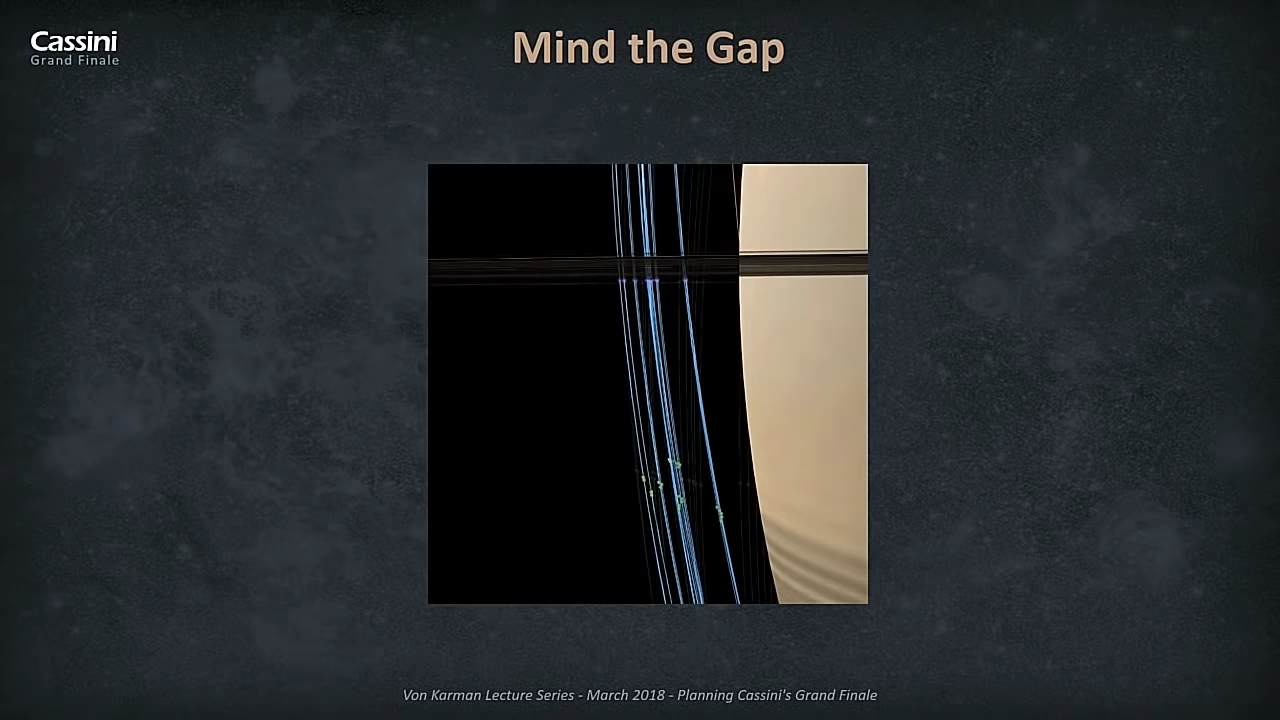 Cassini
Grand Finale
Mind the Gap
Von Karman Lecture Series - March 2018 - Planning Cassini's Grand Finale